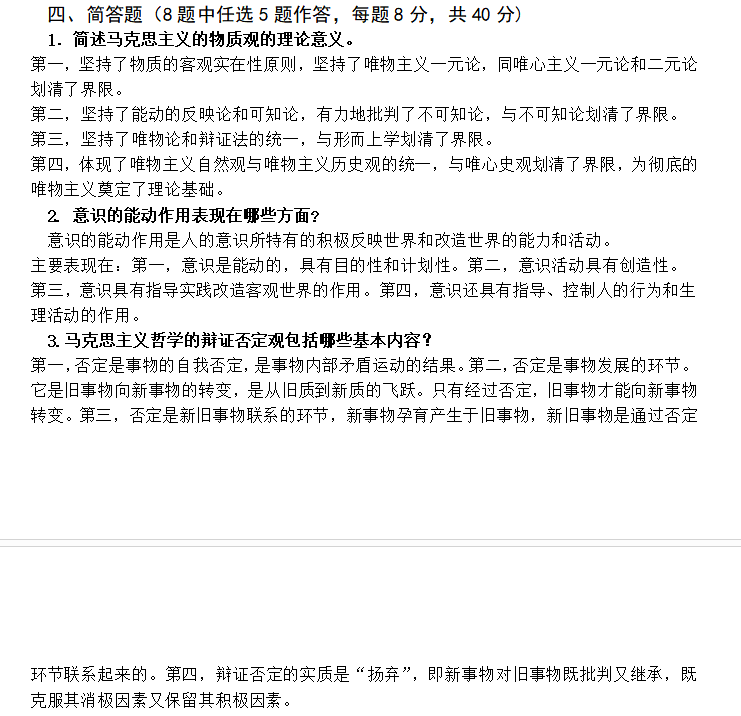 四、简答题（8 题中任选 5 题作答，每题 8 分，共 40 分）
1. 简述马克思主义的物质观的理论意义。
第一，坚持了物质的客观实在性原则，坚持了唯物主义一元论，同唯心主义一元论和二元论
划清了界限。
第二，坚持了能动的反映论和可知论，有力地批判了不可知论，与不可知论划清了界限。
第三，坚持了唯物论和辩证法的统一，与形而上学划清了界限。
第四，体现了唯物主义自然观与唯物主义历史观的统一，与唯心史观划清了界限，为彻底的
唯物主义奠定了理论基础。
2. 意识的能动作用表现在哪些方面?
意识的能动作用是人的意识所特有的积极反映世界和改造世界的能力和活动。
主要表现在：第一，意识是能动的，具有目的性和计划性。第二，意识活动具有创造性。
第三，意识具有指导实践改造客观世界的作用。第四，意识还具有指导、控制人的行为和生
理活动的作用。
3.马克思主义哲学的辩证否定观包括哪些基本内容？
第一，否定是事物的自我否定，是事物内部矛盾运动的结果。第二，否定是事物发展的环节。
它是旧事物向新事物的转变，是从旧质到新质的飞跃。只有经过否定，旧事物才能向新事物
转变。第三，否定是新旧事物联系的环节，新事物孕育产生于旧事物，新旧事物是通过否定
环节联系起来的。第四，辩证否定的实质是“扬弃”，即新事物对旧事物既批判又继承，既
克服其消极因素又保留其积极因素。